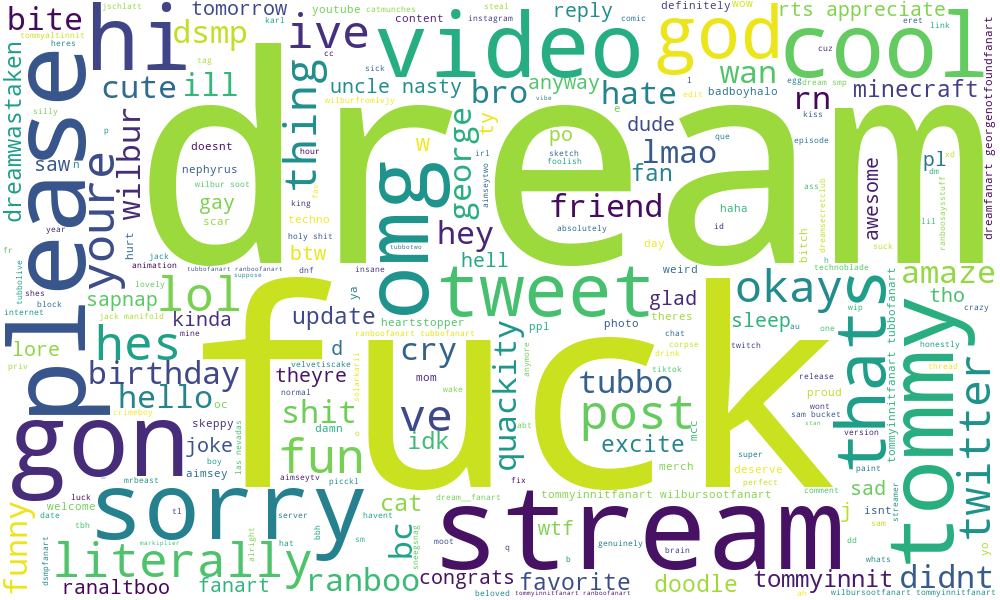 dream
fuck
stream
video
please
sorry
tommy
gon
hi
cool
god
omg
tweet
thats
literally
post
lol
hes
fun
ve
ive
okay
twitter
thing
youre
tubbo
ranboo
wilbur
birthday
friend
quackity
shit
hello
cry
didnt
funny
amaze
george
dsmp
cute
ill
bro
hate
lmao
rn
minecraft
wan
bite
tomorrow
reply
rts appreciate
uncle nasty
anyway
definitely
badboyhalo
dude
fan
hey
po
ty
w
gay
btw
hell
awesome
pl
saw
dreamwastaken
sapnap
kinda
update
lore
theyre
joke
idk
excite
glad
sleep
tho
sad
j
isnt
bc
cat
wtf
congrats
favorite
doodle
tommyinnit
ranaltboo
fanart
d
jschlatt
tommyaltinnit
heres
tag
karl
youtube
catmunches
content
instagram
steal
comic
wow
cuz
eret
link
dream smp
egg
edit
kiss
episode
silly
p
n
doesnt
nephyrus
wilbur soot
scar
hour
king
techno
holy shit
sick
cc
wilburfromlvjy
vibe
irl
aimseytwo
sketch
foolish
e
l
que
absolutely
haha
id
day
ass
bitch
dreamsecretclub
dm
xd
lil
ranboosaysstuff
suck
dreamfanart georgenotfoundfanart
hurt
jack
animation
year
fr
tubbolive
shes
block
internet
lovely
jack manifold
mine
dnf
insane
suppose
tubbofanart ranboofanart
tubbotwo
ya
heartstopper
ranboofanart tubbofanart
weird
theres
technoblade
h
wip
crazy
au
one
honestly
thread
tommyinnitfanart tubbofanart
priv
crimeboy
oc
skeppy
boy
aimsey
las nevadas
damn
normal
velvetiscake
solarkarii
mom
wake
ppl
anymore
abt
photo
chat
corpse
drink
tiktok
twitch
mcc
merch
release
proud
wont
sam bucket
stan
version
super
deserve
perfect
paint
comment
streamer
mrbeast
aimseytv
picckl
o
fix
luck
welcome
date
tbh
tl
server
havent
hat
bbh
sm
alright
markiplier
dsmpfanart
sneegsnag
dream__fanart
tommyinnitfanart wilbursootfanart
moot
q
b
beloved
genuinely
brain
tommyinnitfanart ranboofanart
ah
wilbursootfanart tommyinnitfanart
dd
sam
whats
yo